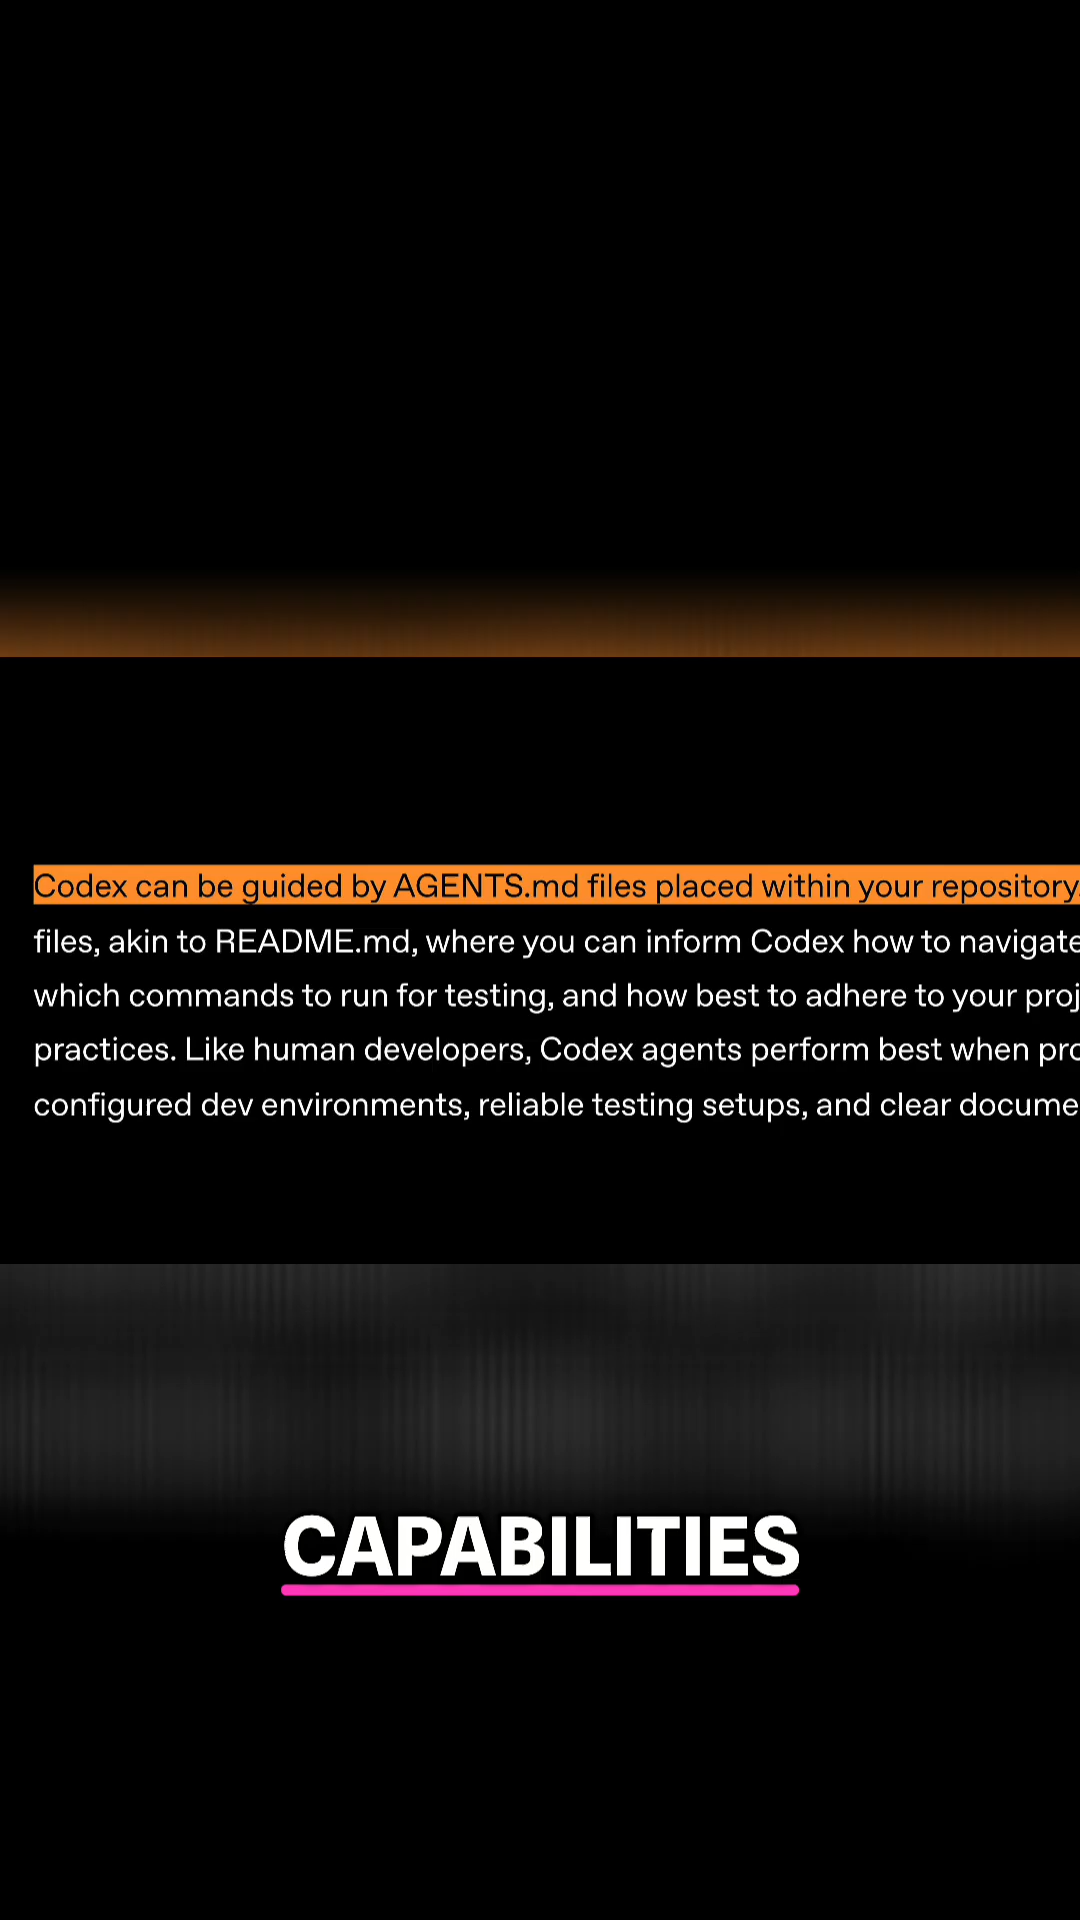 Codex can be guided by AGENTS.md files placed within your repository.
files, akin to README.md, where you can inform Codex how to navigate
which commands to run for testing, and how best to adhere to your proj
practices. Like human developers, Codex agents perform best when pro
configured dev environments, reliable testing setups, and clear docume
CAPABILITIES